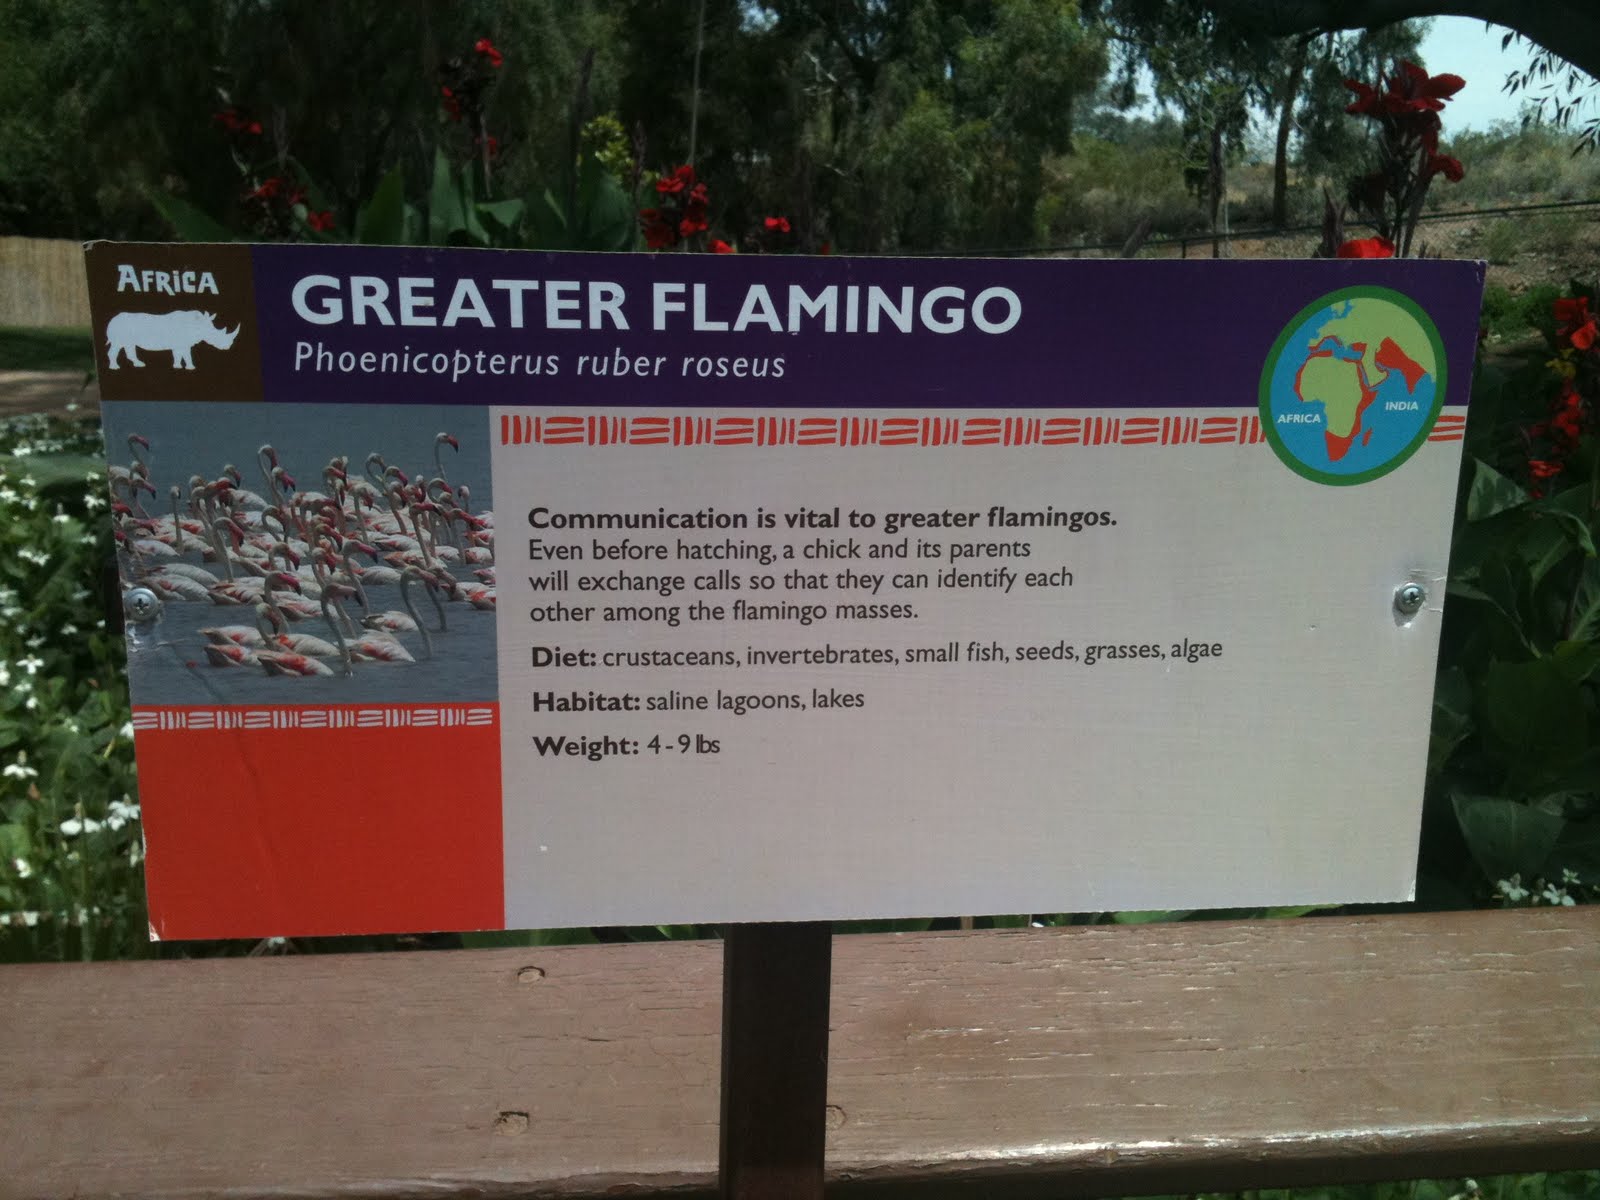 AFRICA
GREATER FLAMINGO
Phoenicopterus ruber roseus
AFRICA
INDIA
Communication is vital to greater flamingos.
Even before hatching, a chick and its parents
will exchange calls so that they can identify each
other among the flamingo masses.
Diet: crustaceans, invertebrates, small fish, seeds, grasses, algae
Habitat: saline lagoons, lakes
Weight: 4 - 9 lbs